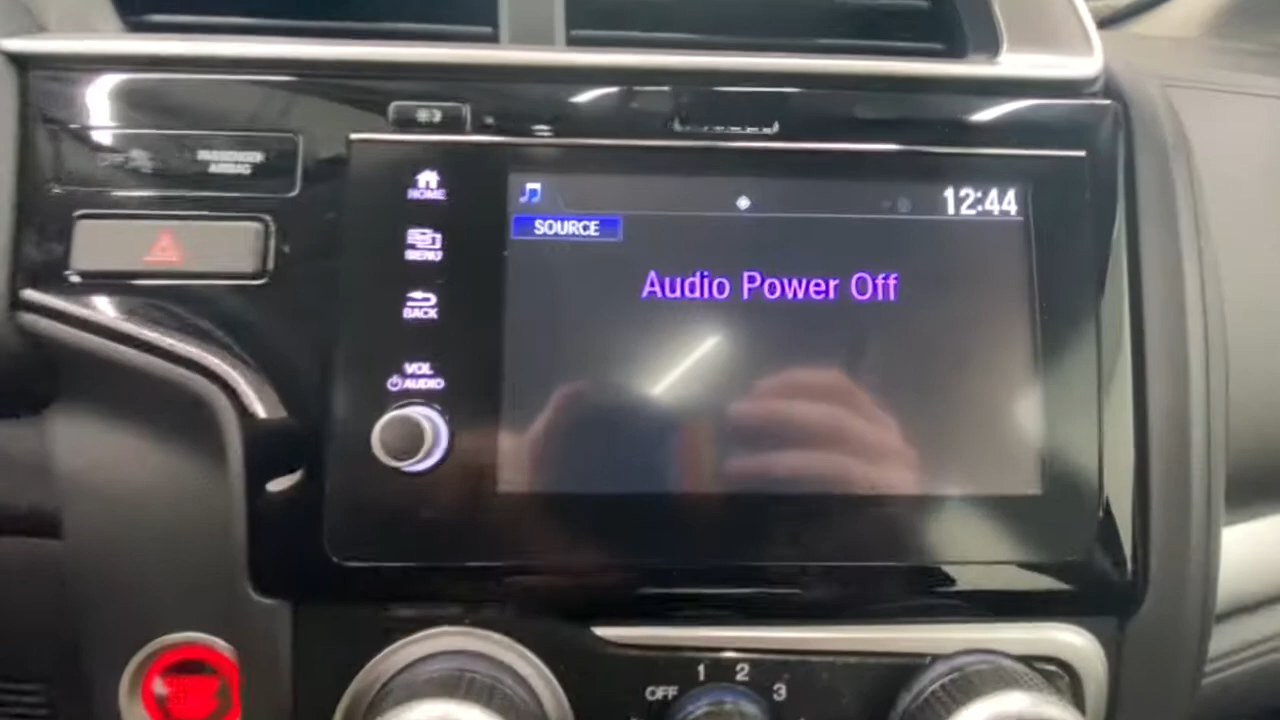 PASSENGER
AIRBAG
HOME
MENU
BACK
VOL
AUDIO
12:44
SOURCE
Audio Power Off
1 2
OFF 3